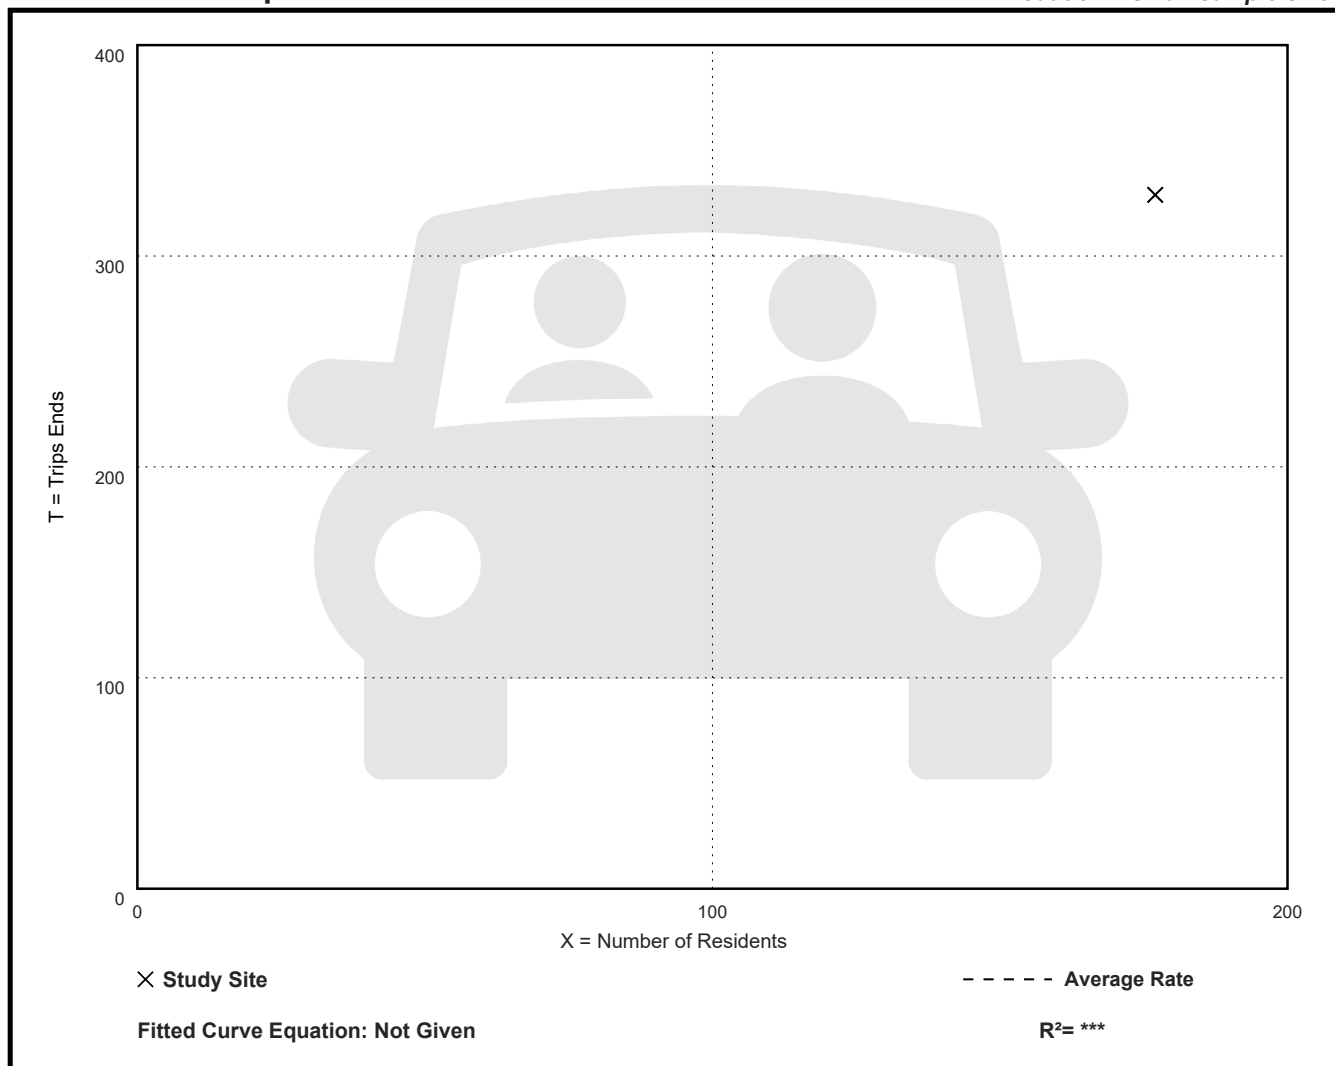 400
300
200
100
0
T = Trips Ends
0 100 200
X = Number of Residents
Study Site
Average Rate
Fitted Curve Equation: Not Given
R²= ***